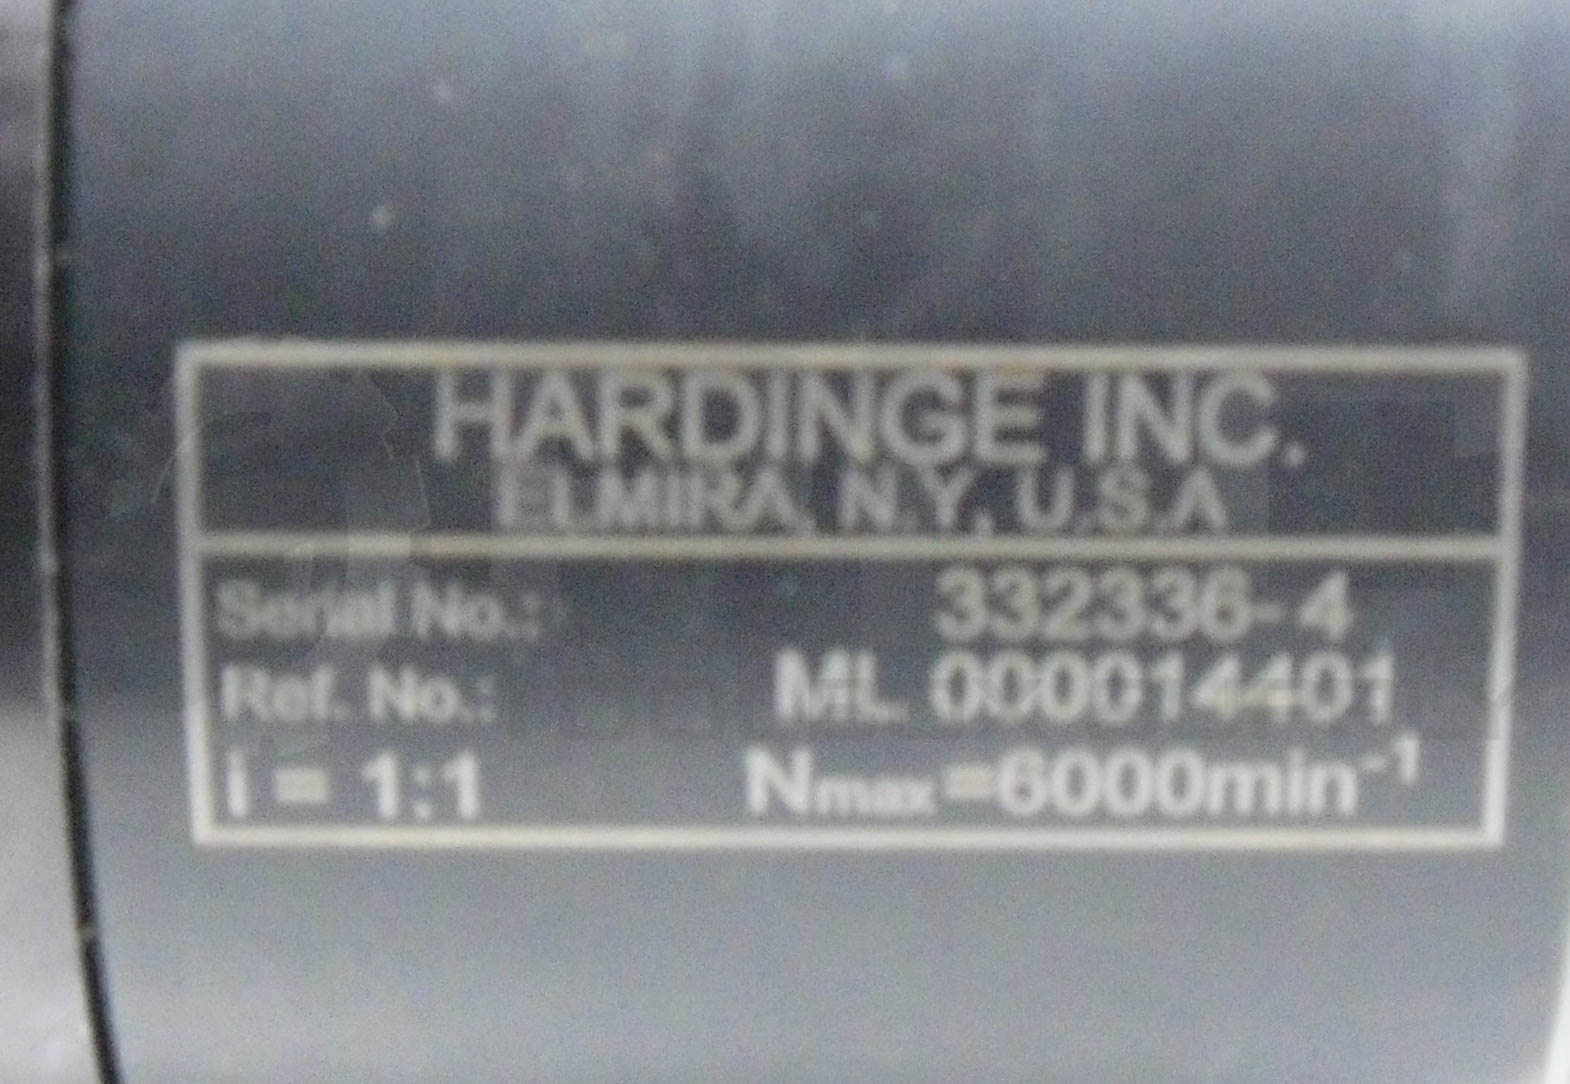 HARDINGE INC.
ELMIRA, N.Y, U.S.A
Serial No.: 332336-4
Ref. No.: ML 000014401
i = 1:1 Nmax=6000min⁻¹